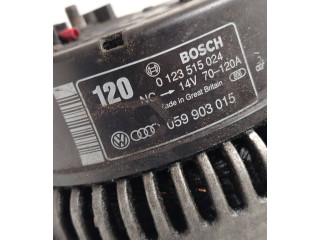 120
BOSCH
0 123 515 024
NC → 14V 70-120A
Made in Great Britain
059 903 015